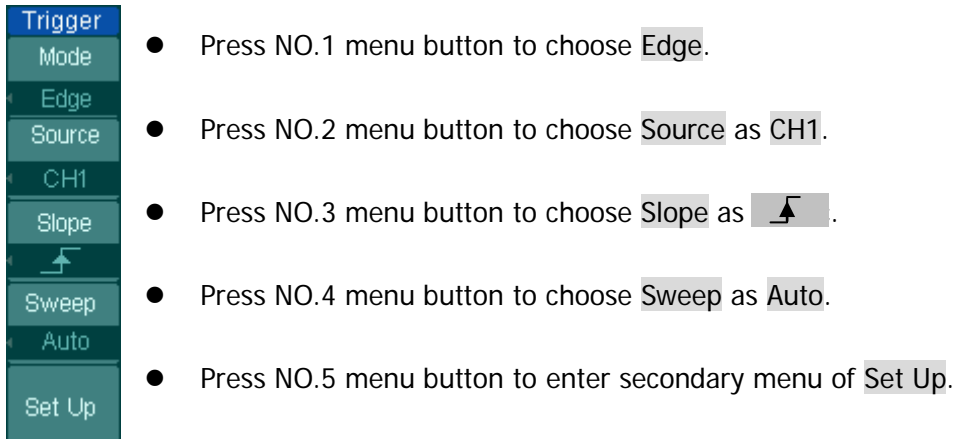 Trigger
Mode
Edge
Source
CH1
Slope
Sweep
Auto
Set Up
● Press NO.1 menu button to choose Edge.
● Press NO.2 menu button to choose Source as CH1.
● Press NO.3 menu button to choose Slope as .
● Press NO.4 menu button to choose Sweep as Auto.
● Press NO.5 menu button to enter secondary menu of Set Up.